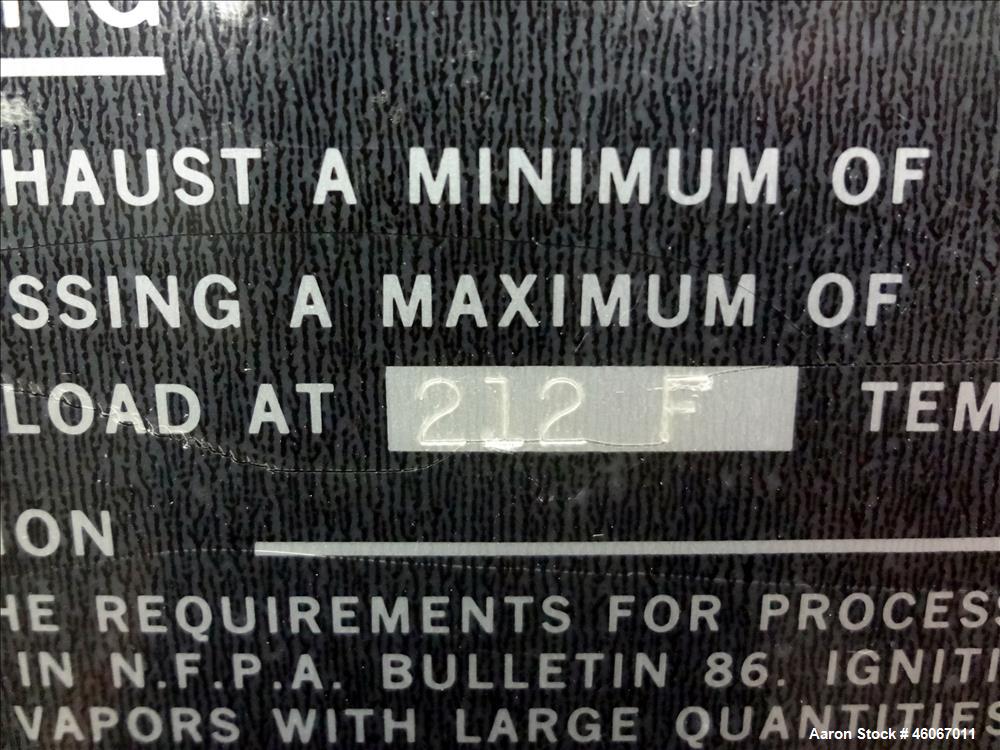 NG
HAUST A MINIMUM OF
SSING A MAXIMUM OF
LOAD AT 212 F TEM
ION
HE REQUIREMENTS FOR PROCESS
IN N.F.P.A. BULLETIN 86. IGNITI
VAPORS WITH LARGE QUANTITIES
Aaron Stock # 46067011